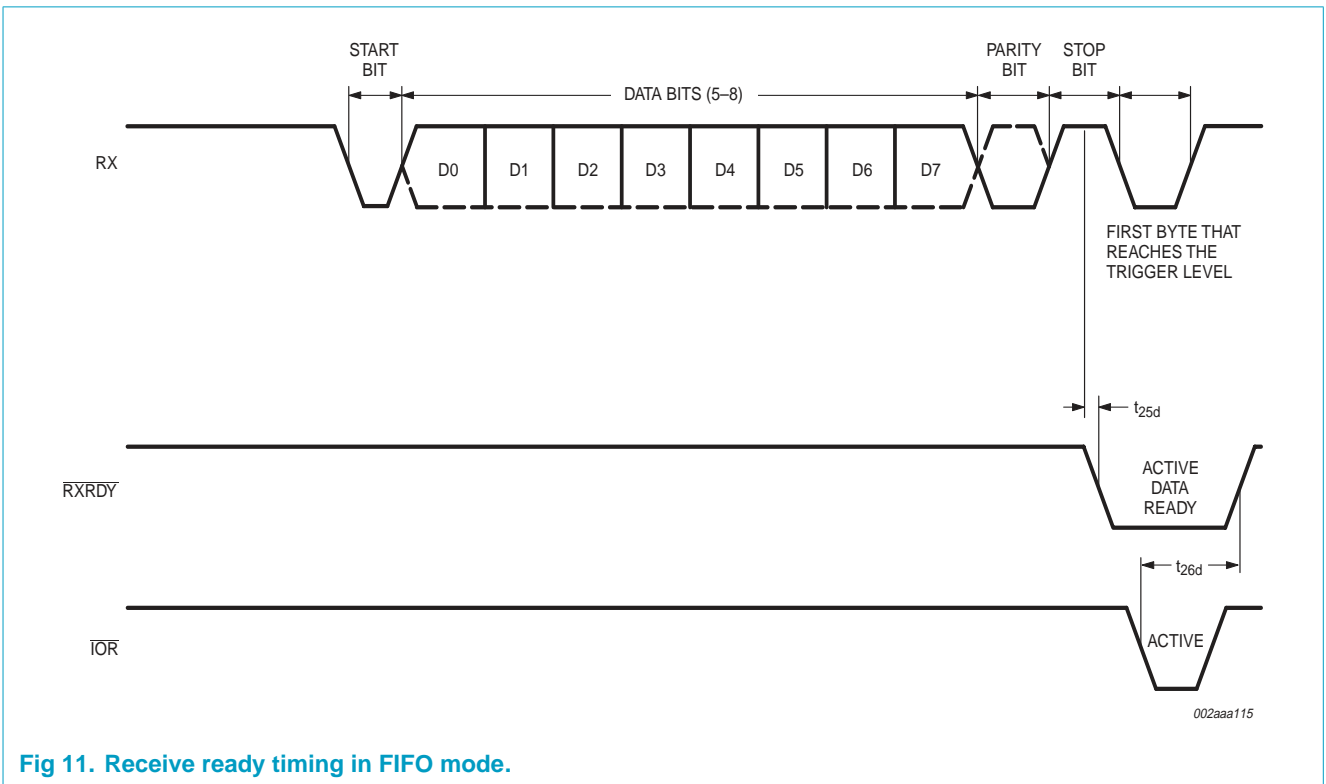 START
BIT
PARITY
BIT
STOP
BIT
DATA BITS (5–8)
RX
D0 D1 D2 D3 D4 D5 D6 D7
FIRST BYTE THAT
REACHES THE
TRIGGER LEVEL
t25d
RXRDY
ACTIVE
DATA
READY
t26d
IOR
ACTIVE
002aaa115
Fig 11. Receive ready timing in FIFO mode.